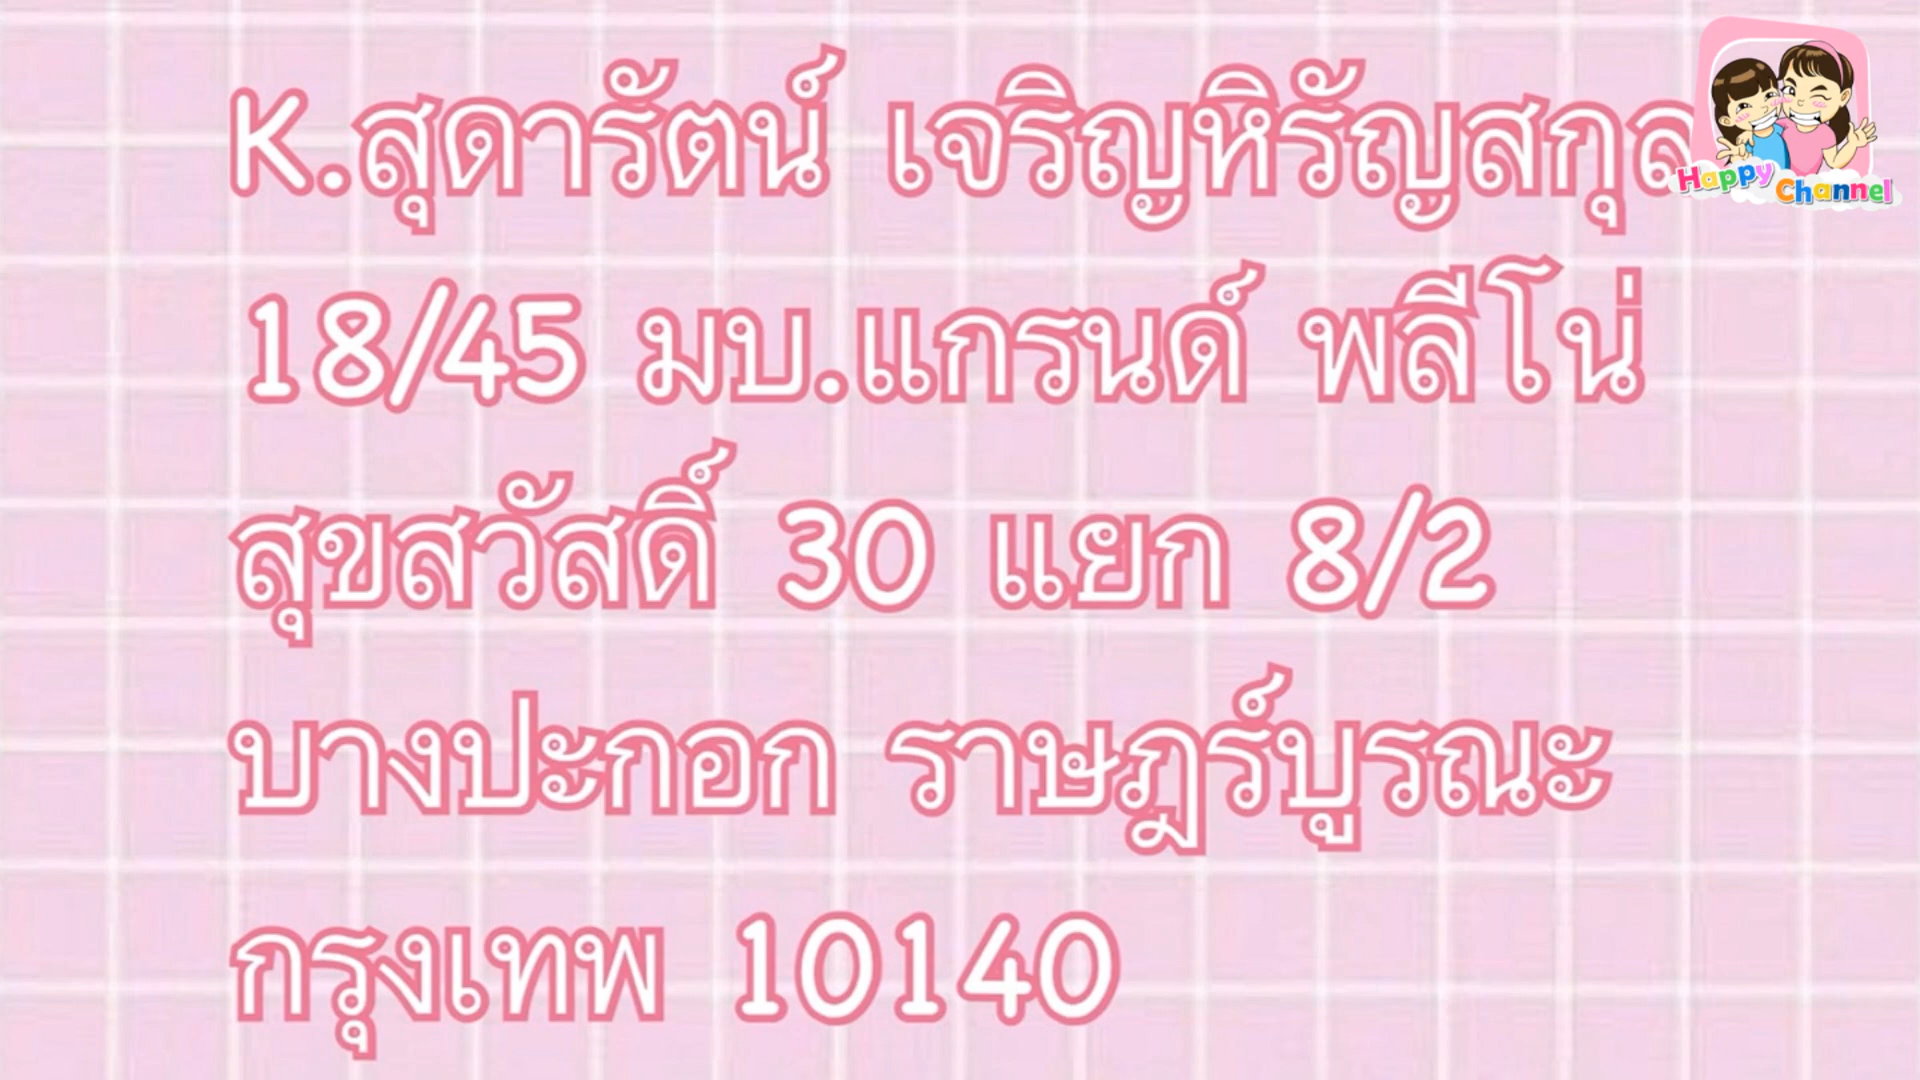 K.สุดารัตน์ เจริญหิรัญสกุล
18/45 มบ.แกรนด์ พลีโน่
สุขสวัสดิ์ 30 แยก 8/2
บางปะกอก ราษฎร์บูรณะ
กรุงเทพ 10140
Happy Channel